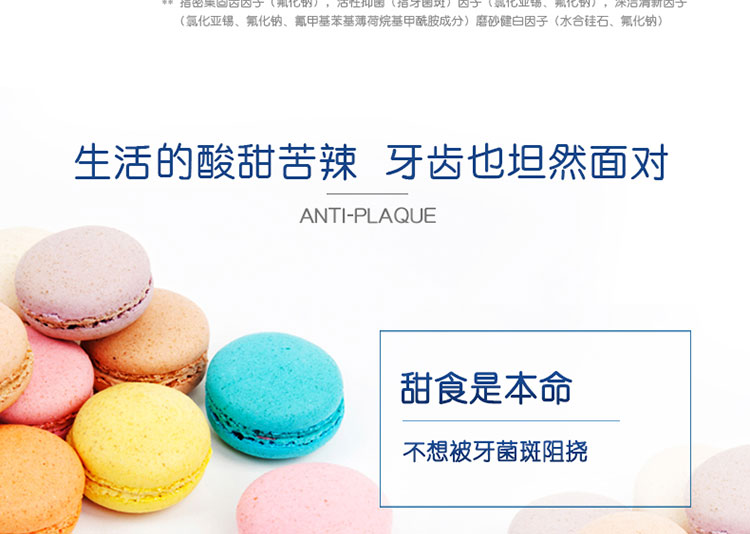 ** 指密集固齿因子（氟化钠），活性抑菌（指牙菌斑）因子（氯化亚锡、氟化钠），深洁清新因子
（氯化亚锡、氟化钠、氰甲基苯基薄荷烷基甲酰胺成分）磨砂健白因子（水合硅石、氟化钠）
生活的酸甜苦辣 牙齿也坦然面对
ANTI-PLAQUE
甜食是本命
不想被牙菌斑阻挠